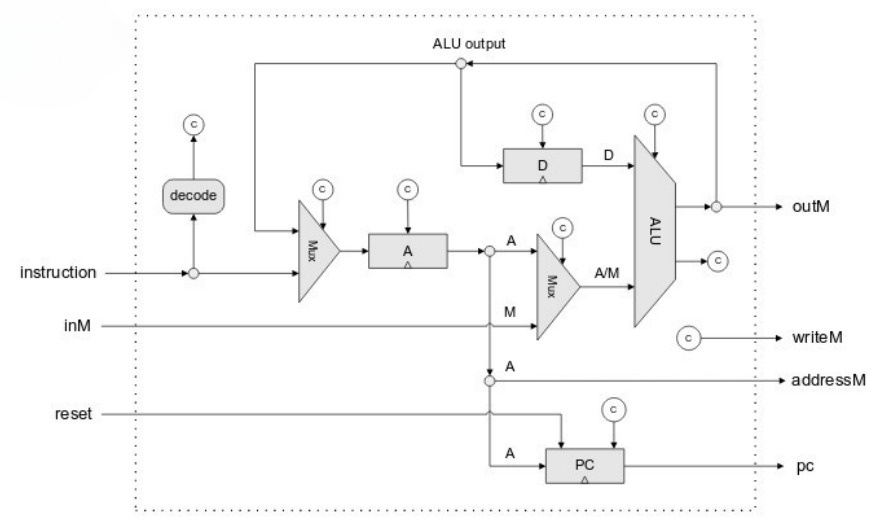 ALU output
C
C
C
D
D
decode
C
C
outM
Mux
A
A
C
ALU
Mux
A/M
C
instruction
inM
M
C
writeM
A
addressM
reset
C
A
PC
pc